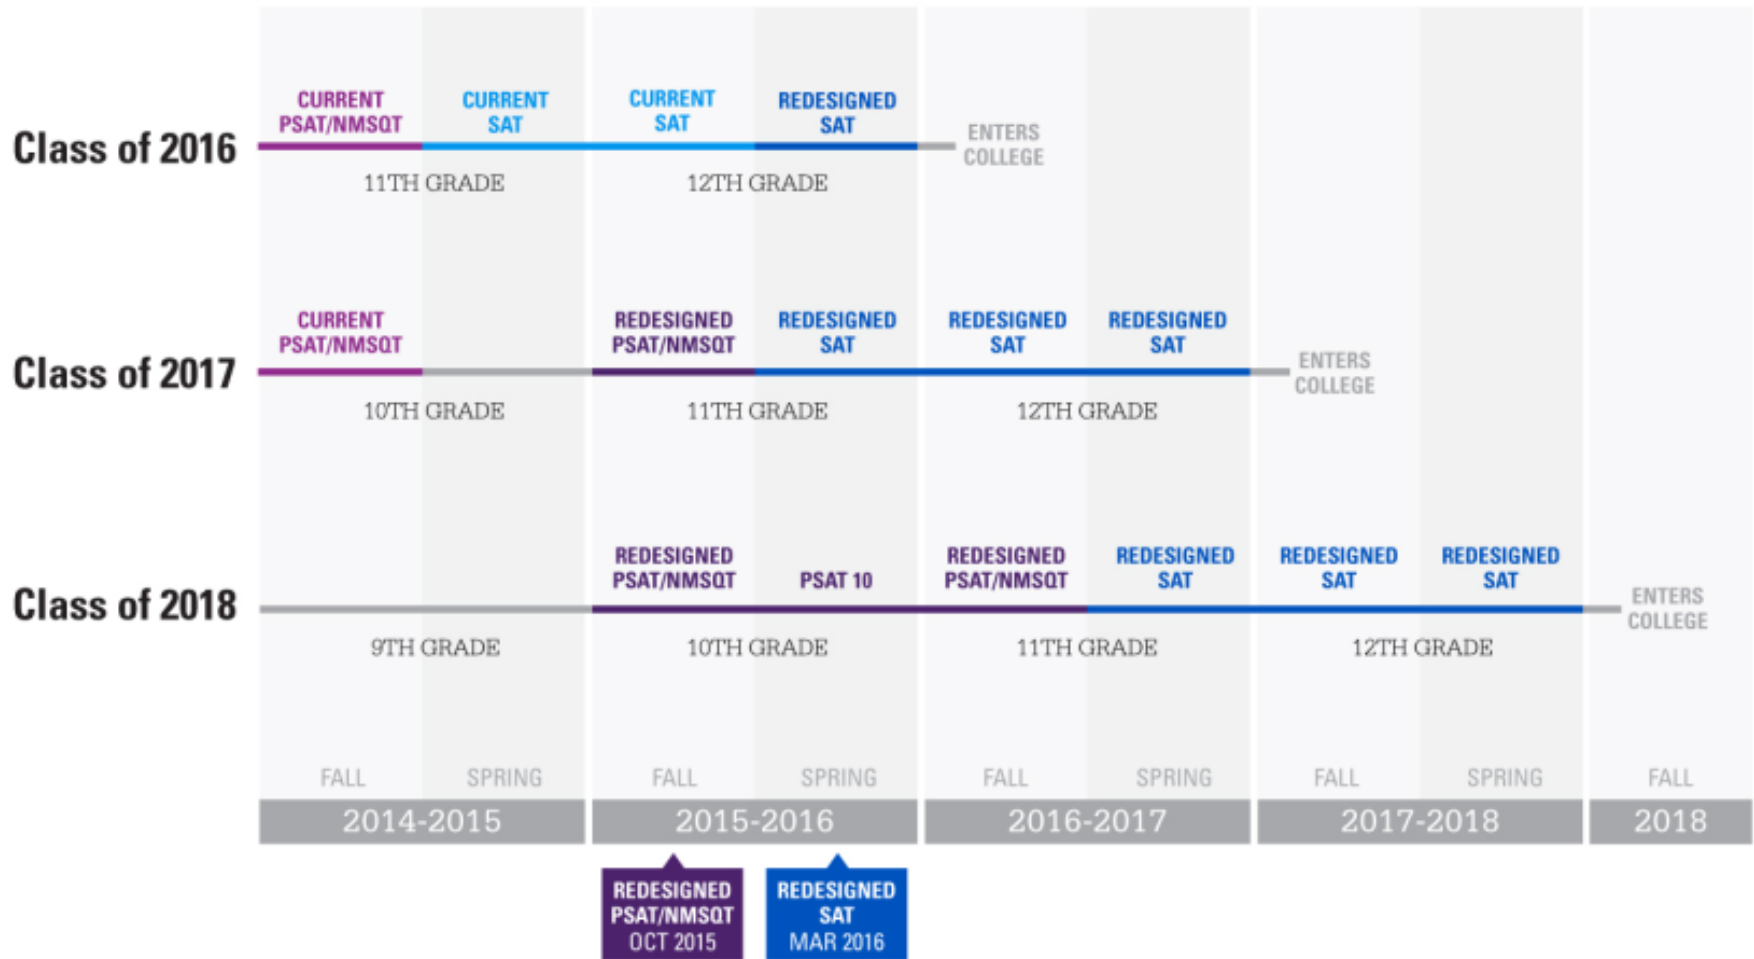 CURRENT
PSAT/NMSQT
CURRENT
SAT
CURRENT
SAT
REDESIGNED
SAT
Class of 2016
ENTERS
COLLEGE
11TH GRADE
12TH GRADE
CURRENT
PSAT/NMSQT
REDESIGNED
PSAT/NMSQT
REDESIGNED
SAT
REDESIGNED
SAT
REDESIGNED
SAT
Class of 2017
ENTERS
COLLEGE
10TH GRADE
11TH GRADE
12TH GRADE
REDESIGNED
PSAT/NMSQT
PSAT 10
REDESIGNED
PSAT/NMSQT
REDESIGNED
SAT
REDESIGNED
SAT
REDESIGNED
SAT
Class of 2018
ENTERS
COLLEGE
9TH GRADE
10TH GRADE
11TH GRADE
12TH GRADE
FALL
SPRING
FALL
SPRING
FALL
SPRING
FALL
SPRING
FALL
2014-2015
2015-2016
2016-2017
2017-2018
2018
REDESIGNED
PSAT/NMSQT
OCT 2015
REDESIGNED
SAT
MAR 2016